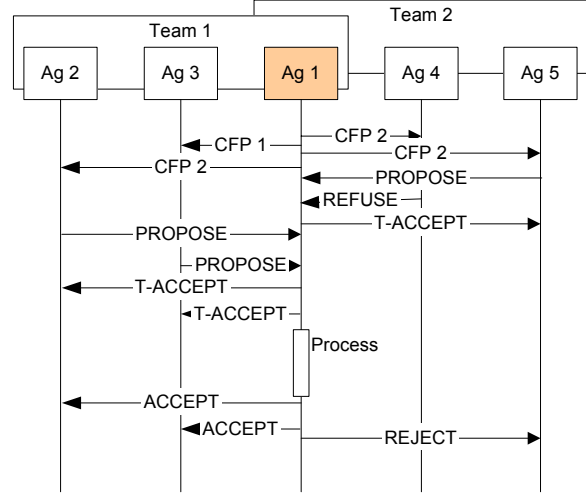 Team 2
Team 1
Ag 2
Ag 3
Ag 1
Ag 4
Ag 5
CFP 2
CFP 1
CFP 2
CFP 2
PROPOSE
REFUSE
T-ACCEPT
PROPOSE
PROPOSE
T-ACCEPT
T-ACCEPT
Process
ACCEPT
ACCEPT
REJECT